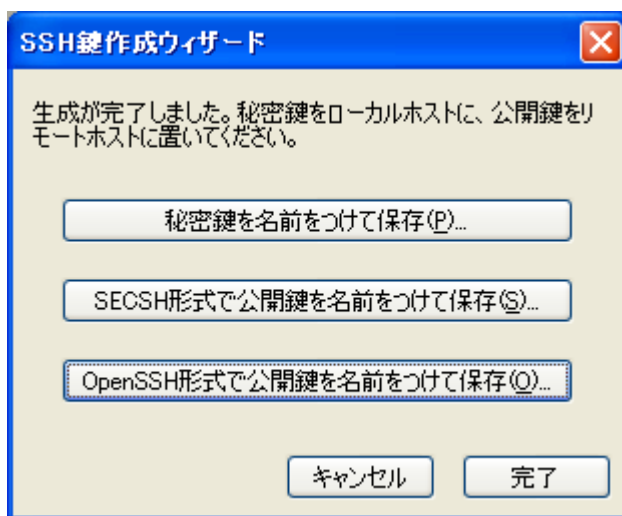 SSH鍵作成ウィザード
生成が完了しました。秘密鍵をローカルホストに、公開鍵をリ
モートホストに置いてください。
秘密鍵を名前をつけて保存(P)...
SECSH形式で公開鍵を名前をつけて保存(S)...
OpenSSH形式で公開鍵を名前をつけて保存(O)...
キャンセル
完了